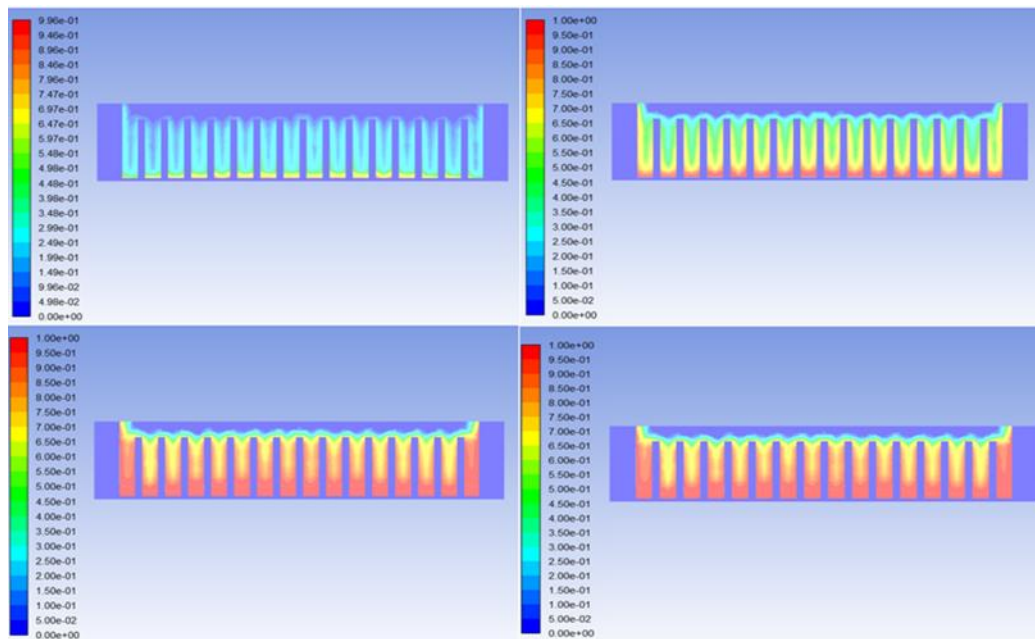 9.96e-01
9.46e-01
8.96e-01
8.46e-01
7.96e-01
7.47e-01
6.97e-01
6.47e-01
5.97e-01
5.48e-01
4.98e-01
4.48e-01
3.98e-01
3.48e-01
2.99e-01
2.49e-01
1.99e-01
1.49e-01
9.96e-02
4.98e-02
0.00e+00
1.00e+00
9.50e-01
9.00e-01
8.50e-01
8.00e-01
7.50e-01
7.00e-01
6.50e-01
6.00e-01
5.50e-01
5.00e-01
4.50e-01
4.00e-01
3.50e-01
3.00e-01
2.50e-01
2.00e-01
1.50e-01
1.00e-01
5.00e-02
0.00e+00
1.00e+00
9.50e-01
9.00e-01
8.50e-01
8.00e-01
7.50e-01
7.00e-01
6.50e-01
6.00e-01
5.50e-01
5.00e-01
4.50e-01
4.00e-01
3.50e-01
3.00e-01
2.50e-01
2.00e-01
1.50e-01
1.00e-01
5.00e-02
0.00e+00
1.00e+00
9.50e-01
9.00e-01
8.50e-01
8.00e-01
7.50e-01
7.00e-01
6.50e-01
6.00e-01
5.50e-01
5.00e-01
4.50e-01
4.00e-01
3.50e-01
3.00e-01
2.50e-01
2.00e-01
1.50e-01
1.00e-01
5.00e-02
0.00e+00